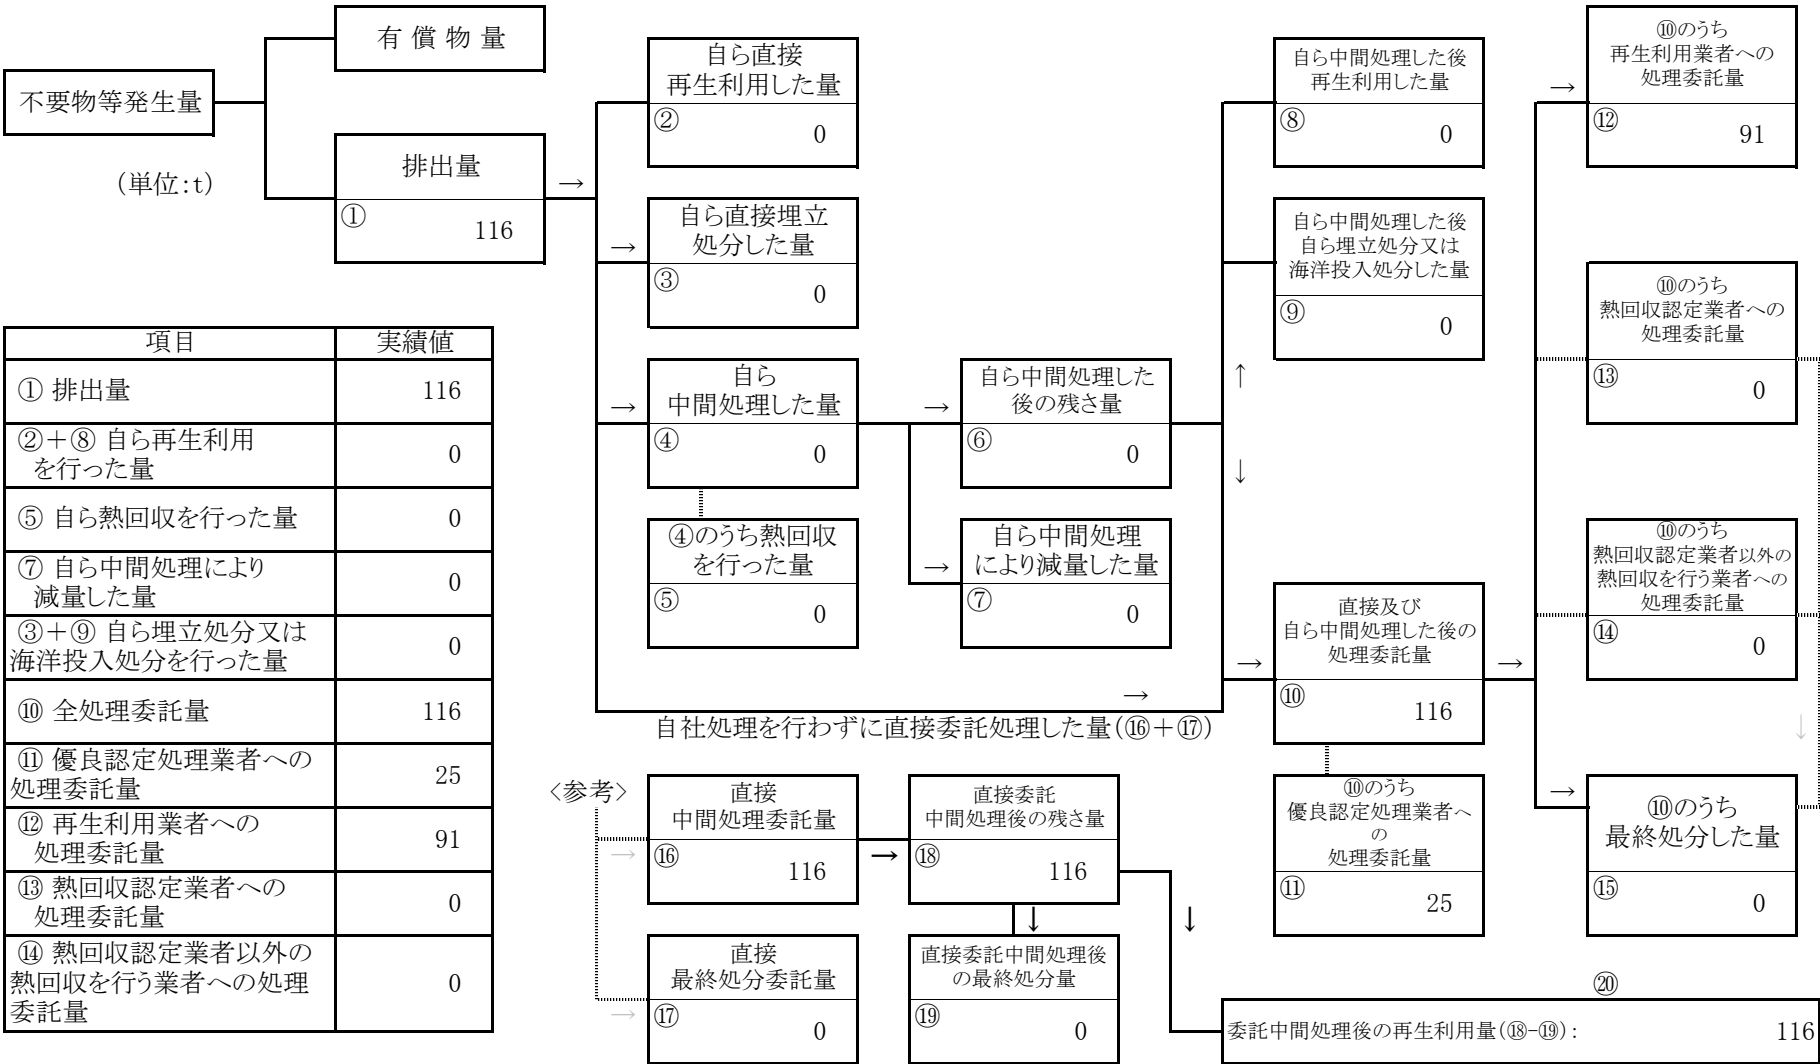 不要物等発生量
(単位:t)
有 償 物 量
排出量
①
116
→
自ら直接
再生利用した量
②
0
→
自ら直接埋立
処分した量
③
0
→
自ら
中間処理した量
④
0
④のうち熱回収
を行った量
⑤
0
→
自ら中間処理した
後の残さ量
⑥
0
→
自ら中間処理
により減量した量
⑦
0
自ら中間処理した後
再生利用した量
⑧
0
自ら中間処理した後
自ら埋立処分又は
海洋投入処分した量
⑨
0
↑
↓
→
自社処理を行わずに直接委託処理した量(⑯+⑰)
→
直接及び
自ら中間処理した後の
処理委託量
⑩
116
→
⑩のうち
優良認定処理業者へ
の
処理委託量
⑪
25
→
⑩のうち
再生利用業者への
処理委託量
⑫
91
⑩のうち
熱回収認定業者への
処理委託量
⑬
0
⑩のうち
熱回収認定業者以外の
熱回収を行う業者への
処理委託量
⑭
0
↓
→
⑩のうち
最終処分した量
⑮
0
項目 実績値
① 排出量 116
②+⑧ 自ら再生利用
を行った量 0
⑤ 自ら熱回収を行った量 0
⑦ 自ら中間処理により
減量した量 0
③+⑨ 自ら埋立処分又は
海洋投入処分を行った量 0
⑩ 全処理委託量 116
⑪ 優良認定処理業者への
処理委託量 25
⑫ 再生利用業者への
処理委託量 91
⑬ 熱回収認定業者への
処理委託量 0
⑭ 熱回収認定業者以外の
熱回収を行う業者への処理
委託量 0
<参考>
→
直接
中間処理委託量
⑯
116
→
直接委託
中間処理後の残さ量
⑱
116
↓
↓
→
直接
最終処分委託量
⑰
0
直接委託中間処理後
の最終処分量
⑲
0
⑳
委託中間処理後の再生利用量(⑱-⑲): 116